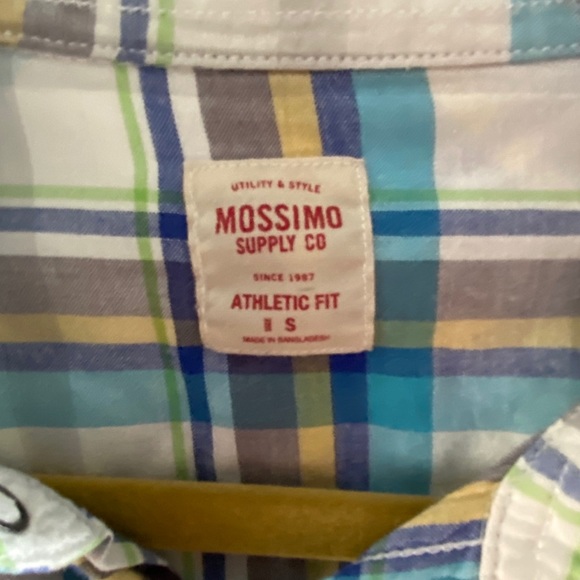 UTILITY & STYLE
MOSSIMO
SUPPLY CO
SINCE 1987
ATHLETIC FIT
S
MADE IN BANGLADESH